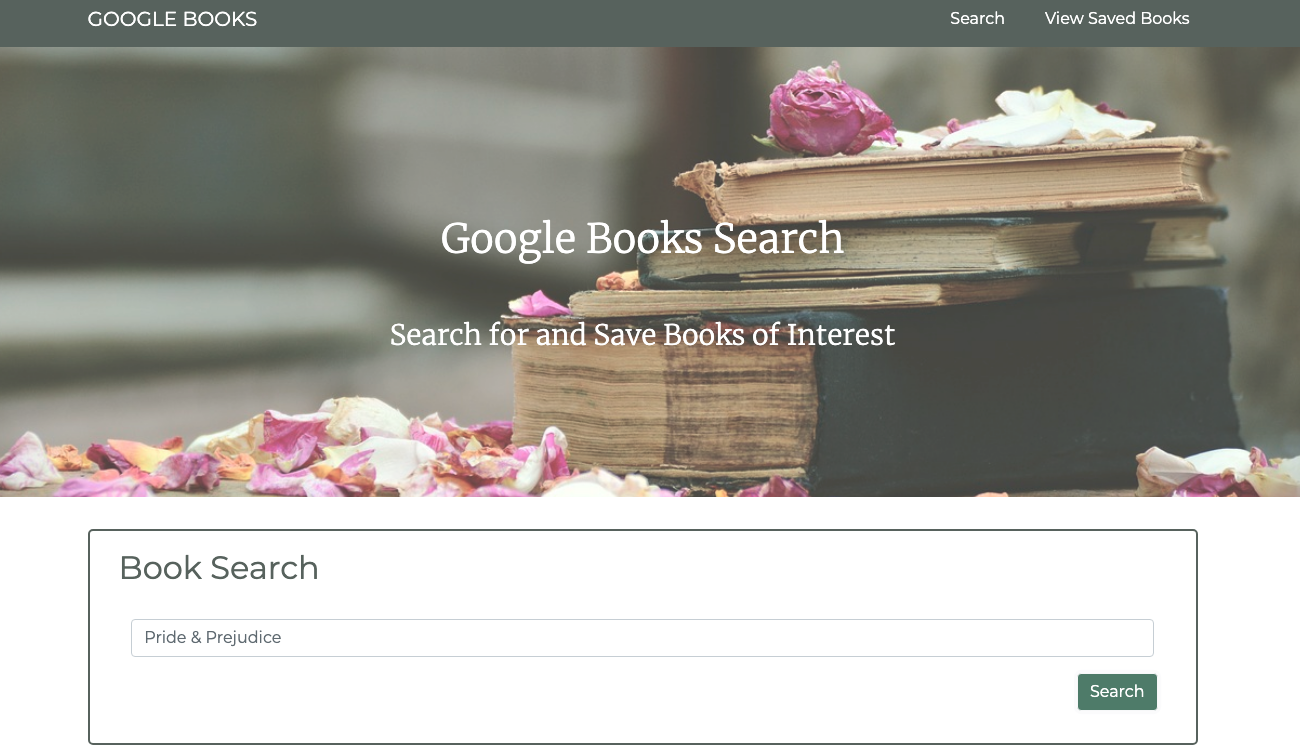 GOOGLE BOOKS
Search
View Saved Books
Google Books Search
Search for and Save Books of Interest
Book Search
Pride & Prejudice
Search